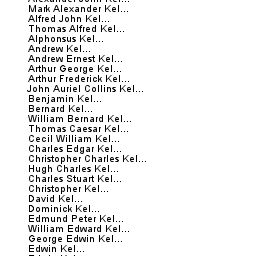 Mark Alexander Kel...
Alfred John Kel...
Thomas Alfred Kel...
Alphonsus Kel...
Andrew Kel...
Andrew Ernest Kel...
Arthur George Kel...
Arthur Frederick Kel...
John Auriel Collins Kel...
Benjamin Kel...
Bernard Kel...
William Bernard Kel...
Thomas Caesar Kel...
Cecil William Kel...
Charles Edgar Kel...
Christopher Charles Kel...
Hugh Charles Kel...
Charles Stuart Kel...
Christopher Kel...
David Kel...
Dominick Kel...
Edmund Peter Kel...
William Edward Kel...
George Edwin Kel...
Edwin Kel...